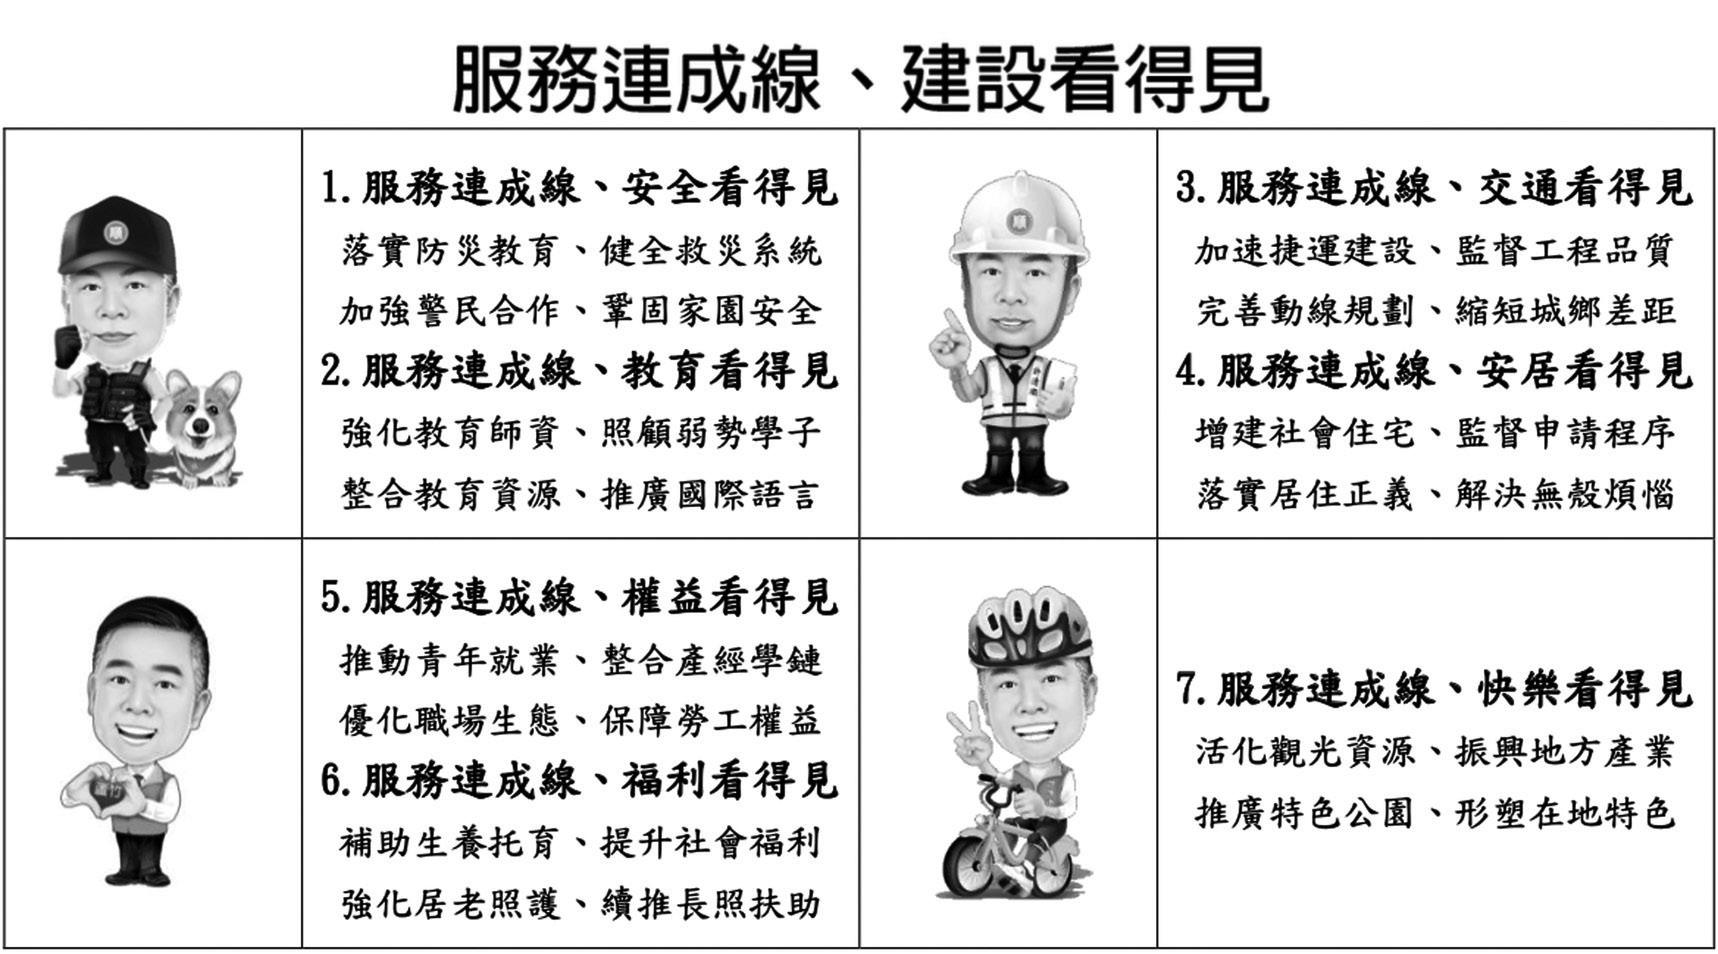 服務連成線、建設看得見
1.服務連成線、安全看得見
落實防災教育、健全救災系統
加強警民合作、鞏固家園安全
2.服務連成線、教育看得見
強化教育師資、照顧弱勢學子
整合教育資源、推廣國際語言
3.服務連成線、交通看得見
加速捷運建設、監督工程品質
完善動線規劃、縮短城鄉差距
4.服務連成線、安居看得見
增建社會住宅、監督申請程序
落實居住正義、解決無殼煩惱
5.服務連成線、權益看得見
推動青年就業、整合產經學鏈
優化職場生態、保障勞工權益
6.服務連成線、福利看得見
補助生養托育、提升社會福利
強化居老照護、續推長照扶助
7.服務連成線、快樂看得見
活化觀光資源、振興地方產業
推廣特色公園、形塑在地特色
順
順
蘆竹